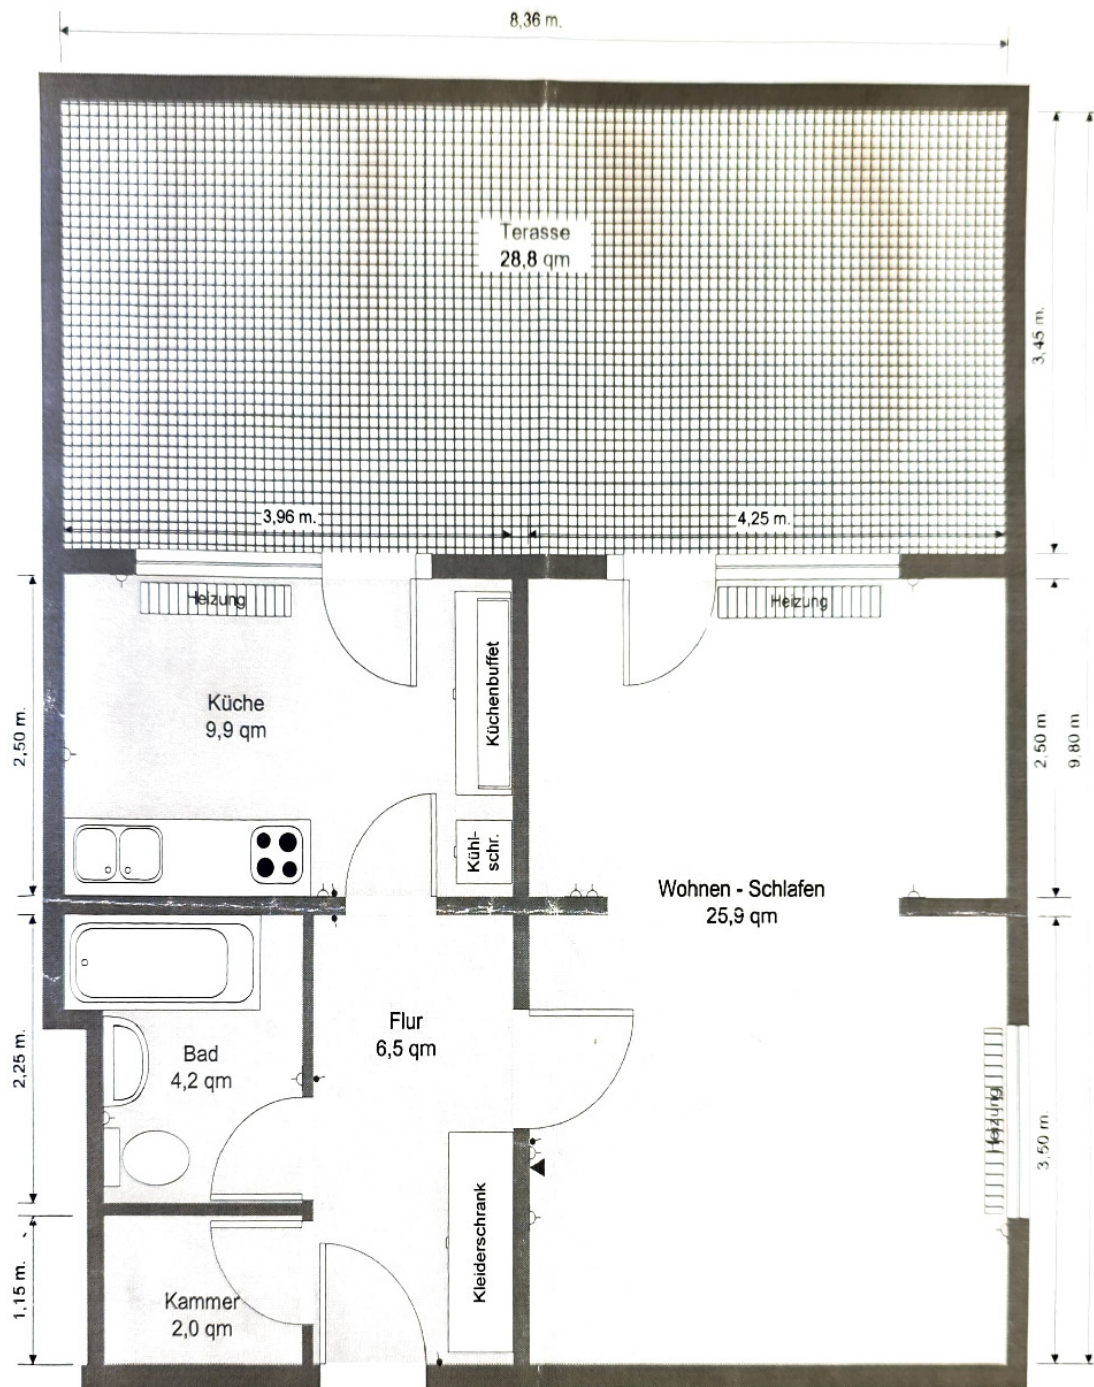 8,36 m.
Terasse
28,8 qm
3,45 m.
3,96 m.
4,25 m.
Heizung
Heizung
Küche
9,9 qm
Küchenbuffet
2,50 m.
2,50 m
9,80 m
Kühl-
schr.
Wohnen - Schlafen
25,9 qm
Flur
6,5 qm
Bad
4,2 qm
2,25 m.
Heizung
3,50 m
Kleiderschrank
Kammer
2,0 qm
1,15 m.